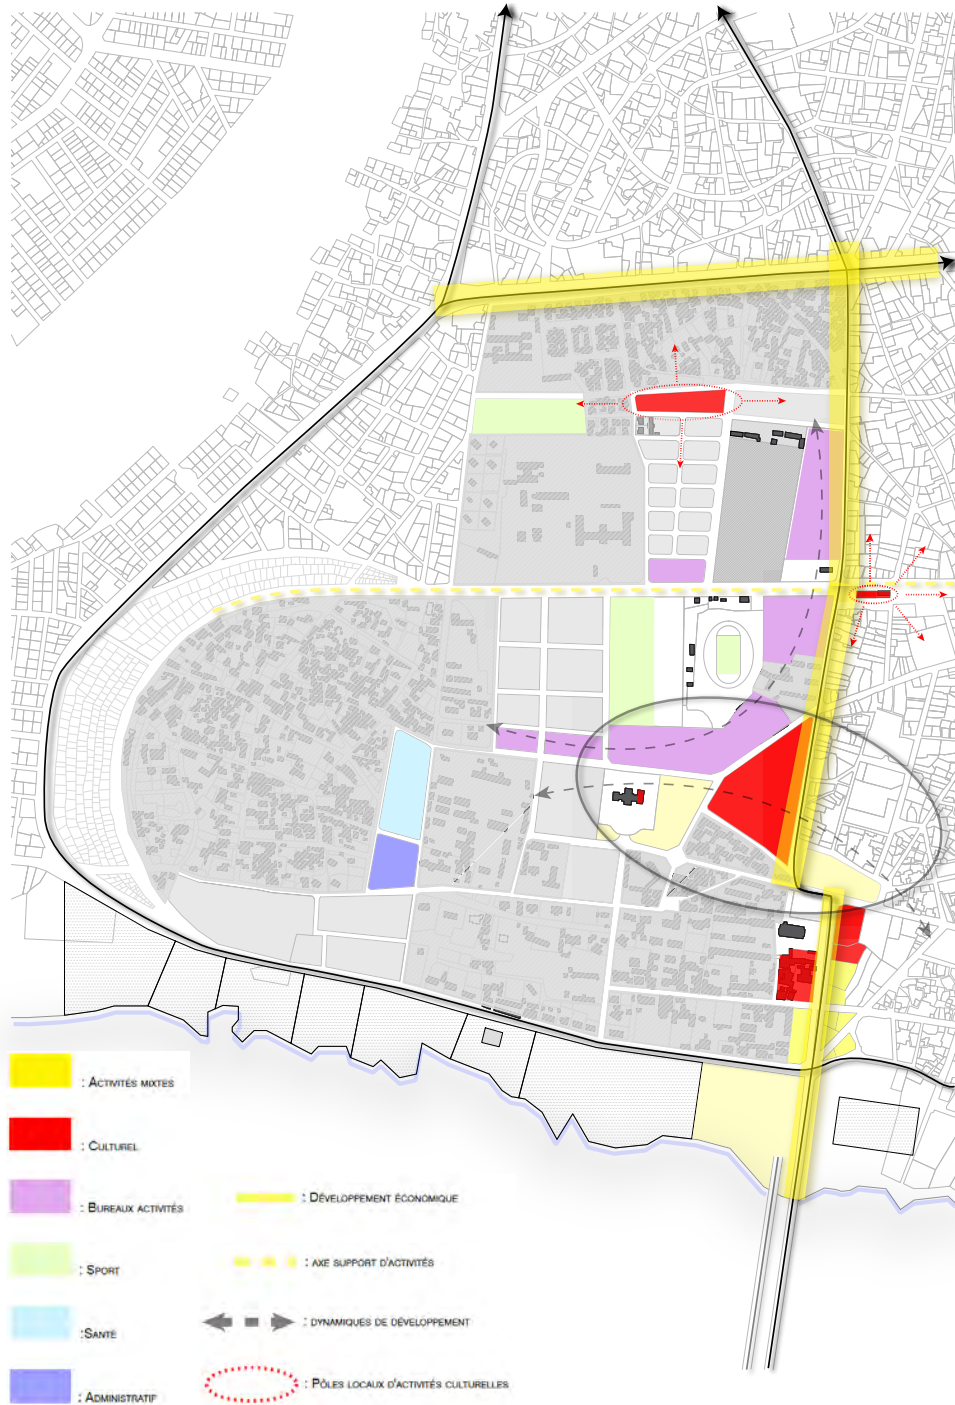 : Activités mixtes
: Culturel
: Bureaux activités
: Sport
:Santé
: Administratif
: Développement économique
: axe support d'activités
: dynamiques de développement
: Pôles locaux d'activités culturelles